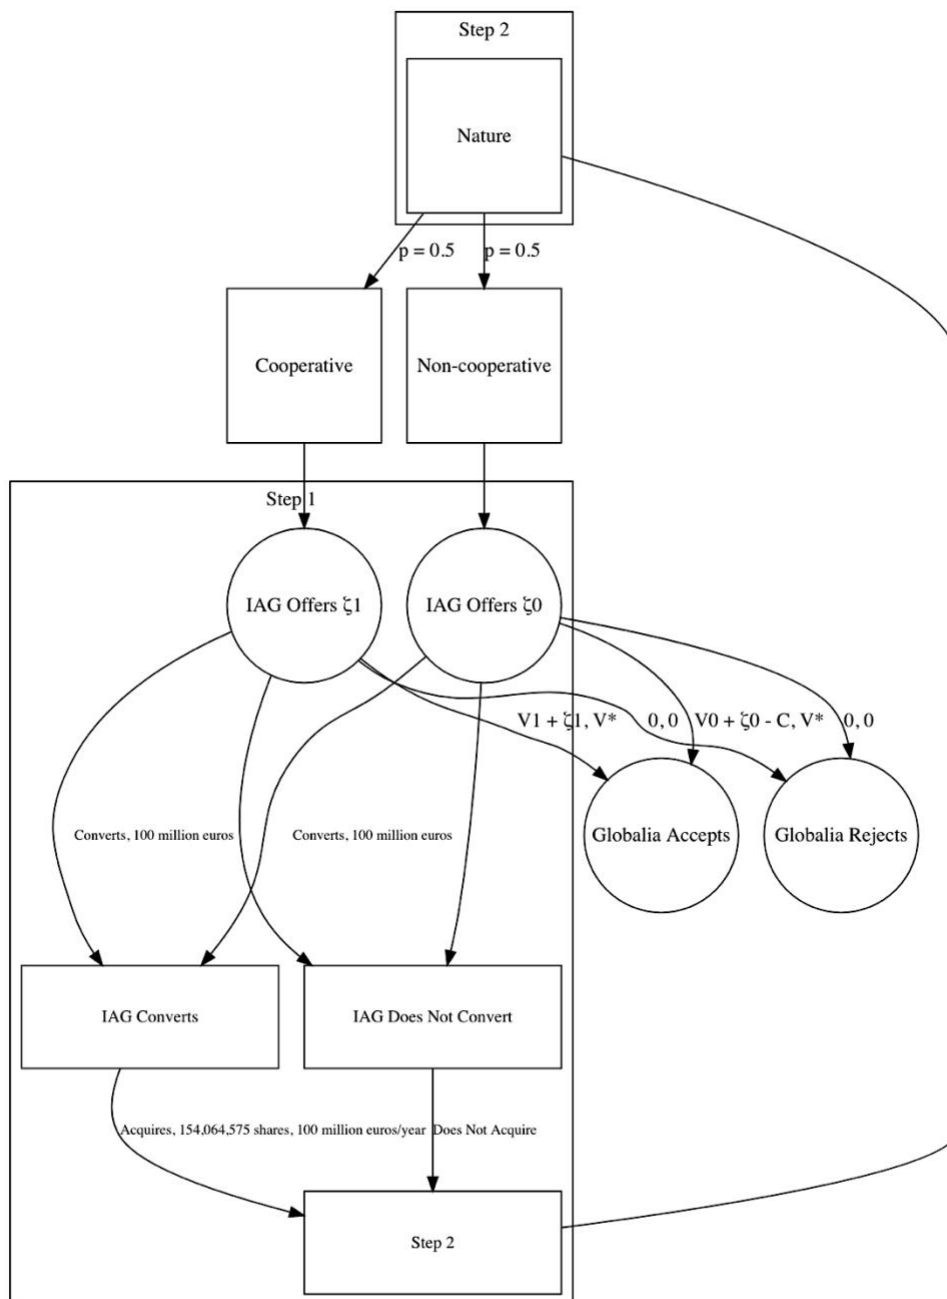 Step 2
Nature
p = 0.5
p = 0.5
Cooperative
Non-cooperative
Step 1
IAG Offers ζ1
IAG Offers ζ0
V1 + ζ1, V*
0, 0
V0 + ζ0 - C, V*
0, 0
Converts, 100 million euros
Converts, 100 million euros
Globalia Accepts
Globalia Rejects
IAG Converts
IAG Does Not Convert
Acquires, 154,064,575 shares, 100 million euros/year
Does Not Acquire
Step 2